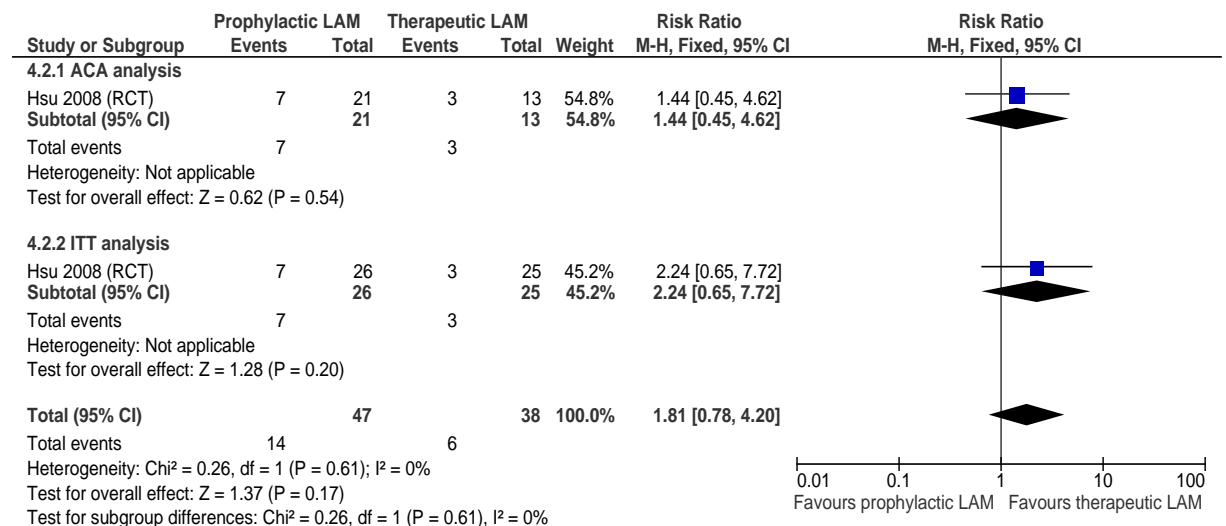 Prophylactic LAM Therapeutic LAM Risk Ratio Risk Ratio
Study or Subgroup Events Total Events Total Weight M-H, Fixed, 95% CI M-H, Fixed, 95% CI
4.2.1 ACA analysis
Hsu 2008 (RCT) 7 21 3 13 54.8% 1.44 [0.45, 4.62]
Subtotal (95% CI) 21 13 54.8% 1.44 [0.45, 4.62]
Total events 7 3
Heterogeneity: Not applicable
Test for overall effect: Z = 0.62 (P = 0.54)
4.2.2 ITT analysis
Hsu 2008 (RCT) 7 26 3 25 45.2% 2.24 [0.65, 7.72]
Subtotal (95% CI) 26 25 45.2% 2.24 [0.65, 7.72]
Total events 7 3
Heterogeneity: Not applicable
Test for overall effect: Z = 1.28 (P = 0.20)
Total (95% CI) 47 38 100.0% 1.81 [0.78, 4.20]
Total events 14 6
Heterogeneity: Chi² = 0.26, df = 1 (P = 0.61); I² = 0%
Test for overall effect: Z = 1.37 (P = 0.17)
Test for subgroup differences: Chi² = 0.26, df = 1 (P = 0.61), I² = 0%
0.01 0.1 1 10 100
Favours prophylactic LAM Favours therapeutic LAM